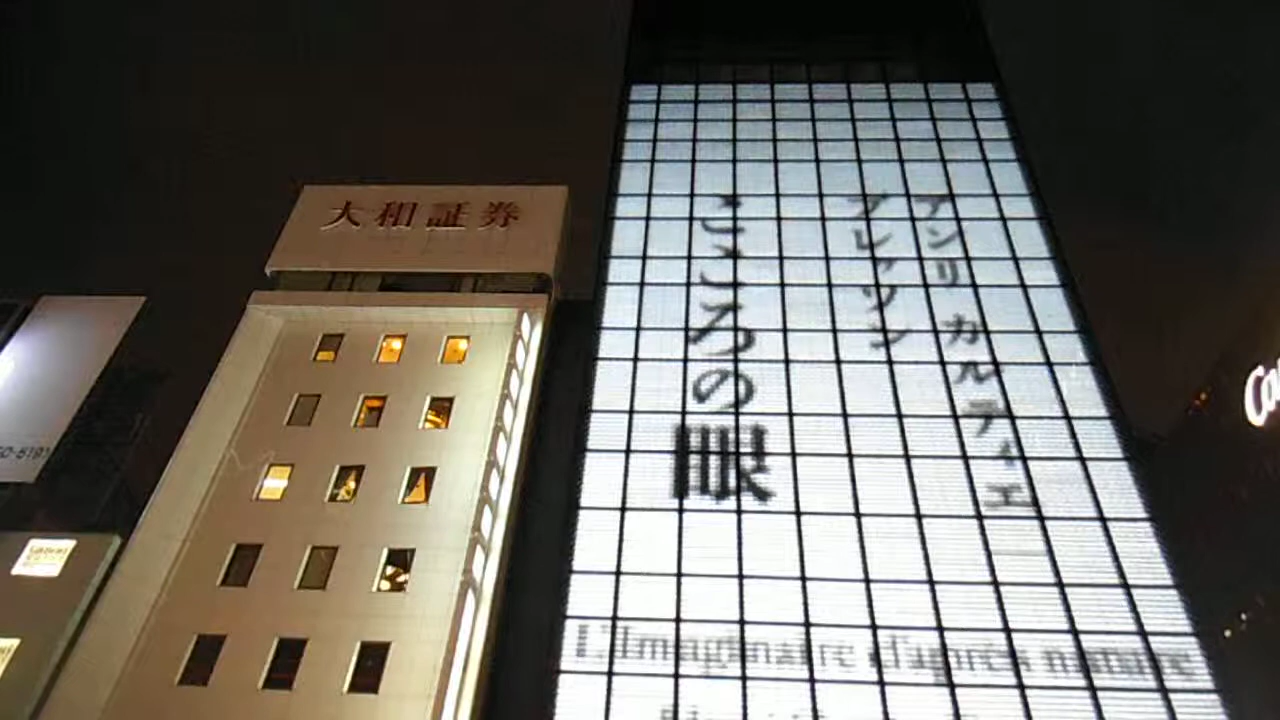 大和証券
アンリ カルティエ
ブレッソン
こころの眼
L'Imaginaire d'après nature